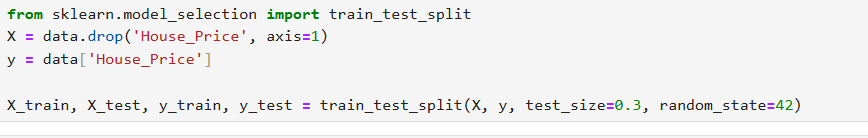 from sklearn.model_selection import train_test_split
X = data.drop('House_Price', axis=1)
y = data['House_Price']
X_train, X_test, y_train, y_test = train_test_split(X, y, test_size=0.3, random_state=42)